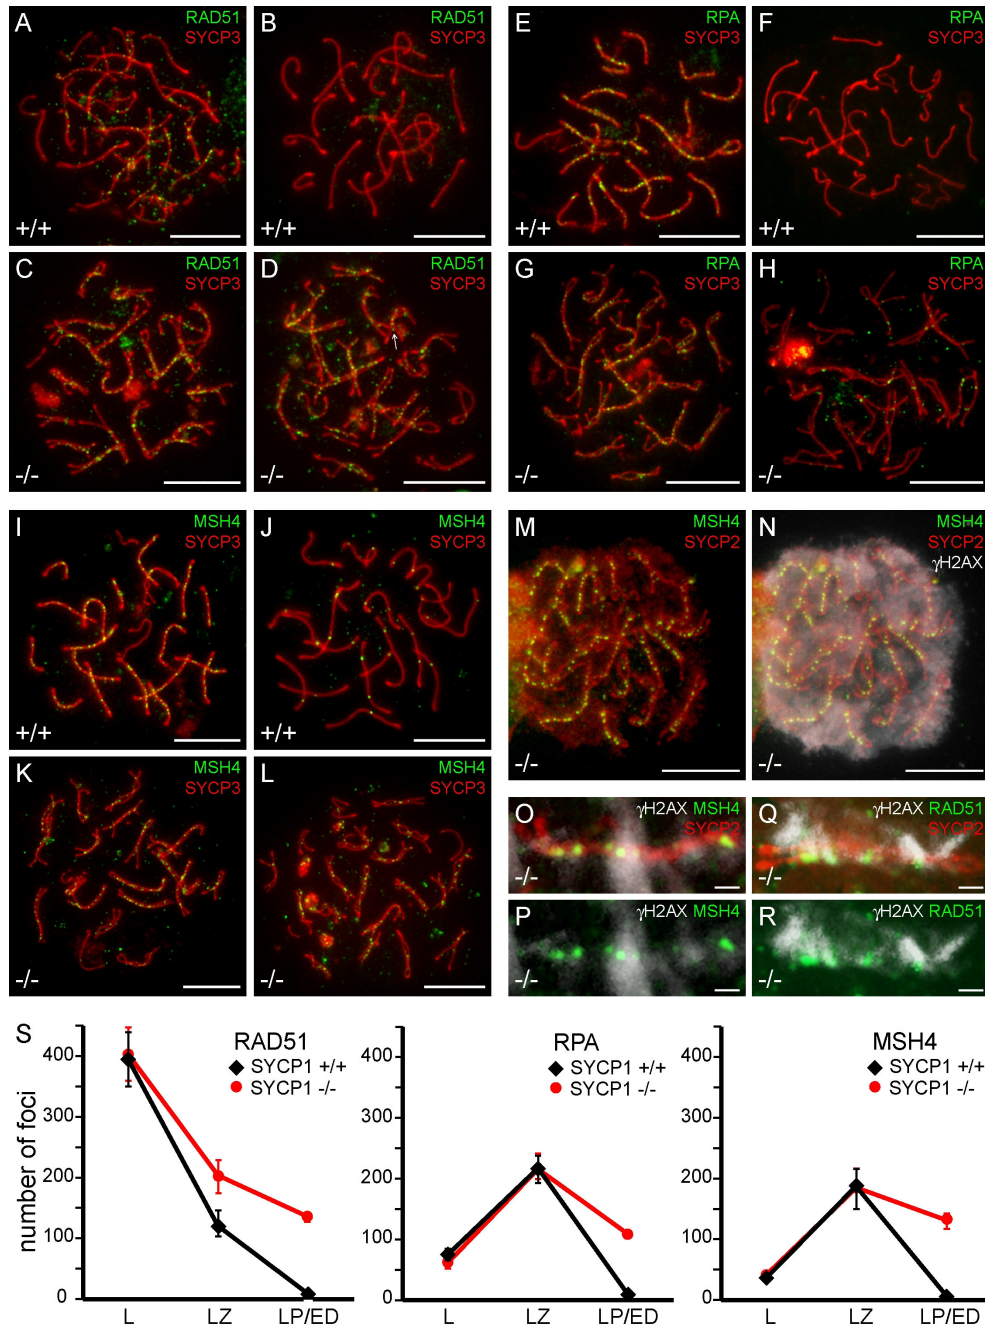 A RAD51
SYCP3
+/+
B RAD51
SYCP3
+/+
E RPA
SYCP3
+/+
F RPA
SYCP3
+/+
C RAD51
SYCP3
-/-
D RAD51
SYCP3
-/-
G RPA
SYCP3
-/-
H RPA
SYCP3
-/-
I MSH4
SYCP3
+/+
J MSH4
SYCP3
+/+
M MSH4
SYCP2
-/-
N MSH4
SYCP2
γH2AX
-/-
K MSH4
SYCP3
-/-
L MSH4
SYCP3
-/-
O γH2AX MSH4
SYCP2
-/-
Q γH2AX RAD51
SYCP2
-/-
P γH2AX MSH4
-/-
R γH2AX RAD51
-/-
S
number of foci
RAD51
SYCP1 +/+
SYCP1 -/-
400
300
200
100
0
L LZ LP/ED
RPA
SYCP1 +/+
SYCP1 -/-
400
300
200
100
0
L LZ LP/ED
MSH4
SYCP1 +/+
SYCP1 -/-
400
300
200
100
0
L LZ LP/ED